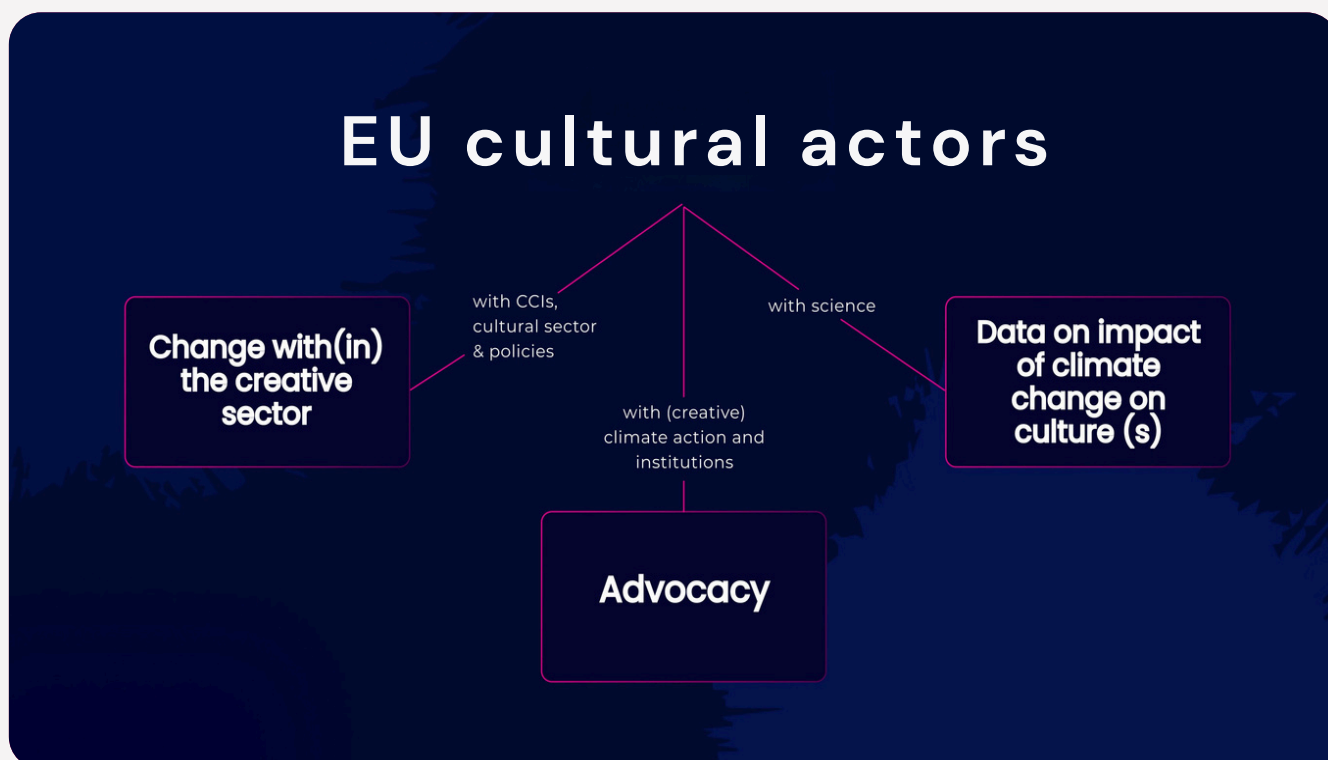 EU cultural actors
with CCIs,
cultural sector
& policies
with science
Change with(in)
the creative
sector
Data on impact
of climate
change on
culture (s)
with (creative)
climate action and
institutions
Advocacy